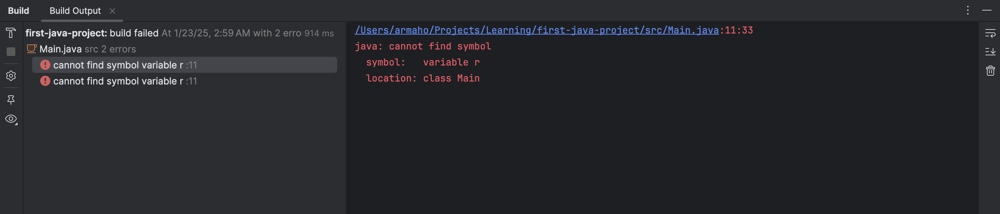 Build Build Output
first-java-project: build failed At 1/23/25, 2:59 AM with 2 erro 914 ms
Main.java src 2 errors
cannot find symbol variable r :11
cannot find symbol variable r :11
/Users/armaho/Projects/Learning/first-java-project/src/Main.java:11:33
java: cannot find symbol
symbol: variable r
location: class Main